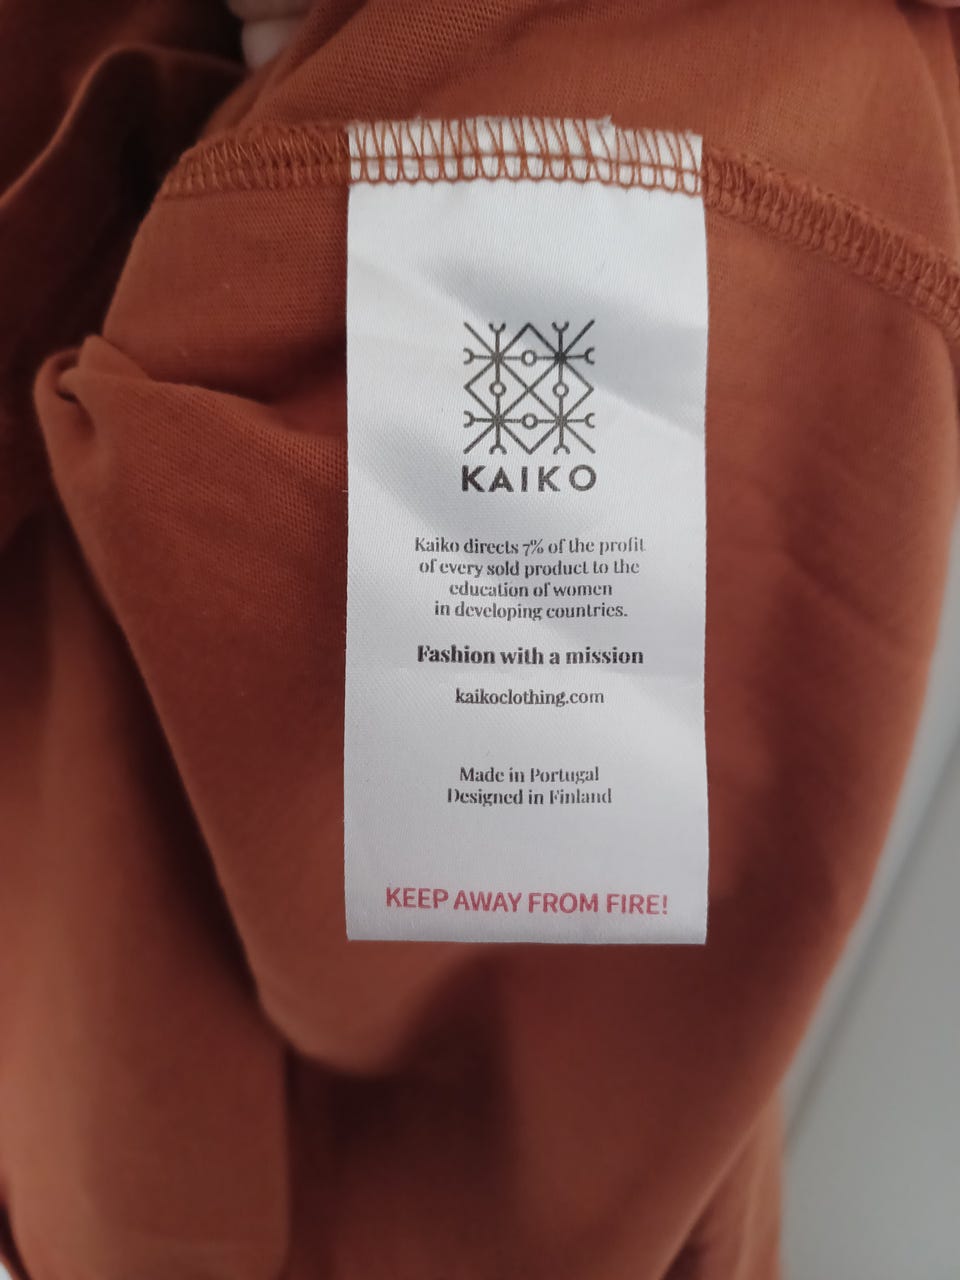 KAIKO
Kaiko directs 7% of the profit
of every sold product to the
education of women
in developing countries.
Fashion with a mission
kaikoclothing.com
Made in Portugal
Designed in Finland
KEEP AWAY FROM FIRE!